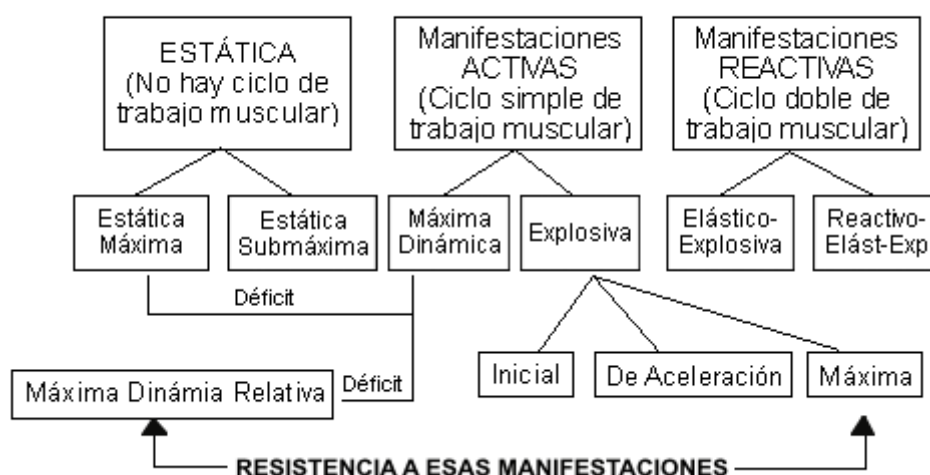 ESTÁTICA
(No hay ciclo de
trabajo muscular)
Manifestaciones
ACTIVAS
(Ciclo simple de
trabajo muscular)
Manifestaciones
REACTIVAS
(Ciclo doble de
trabajo muscular)
Estática
Máxima
Estática
Submáxima
Máxima
Dinámica
Explosiva
Elástico-
Explosiva
Reactivo-
Elást-Exp
Déficit
Inicial
De Aceleración
Máxima
Máxima Dinámia Relativa
Déficit
RESISTENCIA A ESAS MANIFESTACIONES